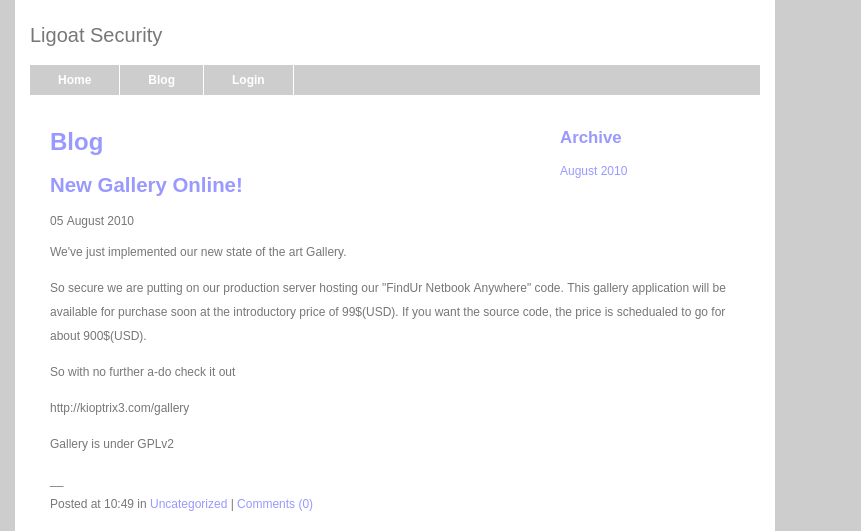 Ligoat Security
Home Blog Login
Blog
New Gallery Online!
05 August 2010
We've just implemented our new state of the art Gallery.
So secure we are putting on our production server hosting our "FindUr Netbook Anywhere" code. This gallery application will be
available for purchase soon at the introductory price of 99$(USD). If you want the source code, the price is schedualed to go for
about 900$(USD).
So with no further a-do check it out
http://kioptrix3.com/gallery
Gallery is under GPLv2
__
Posted at 10:49 in Uncategorized | Comments (0)
Archive
August 2010